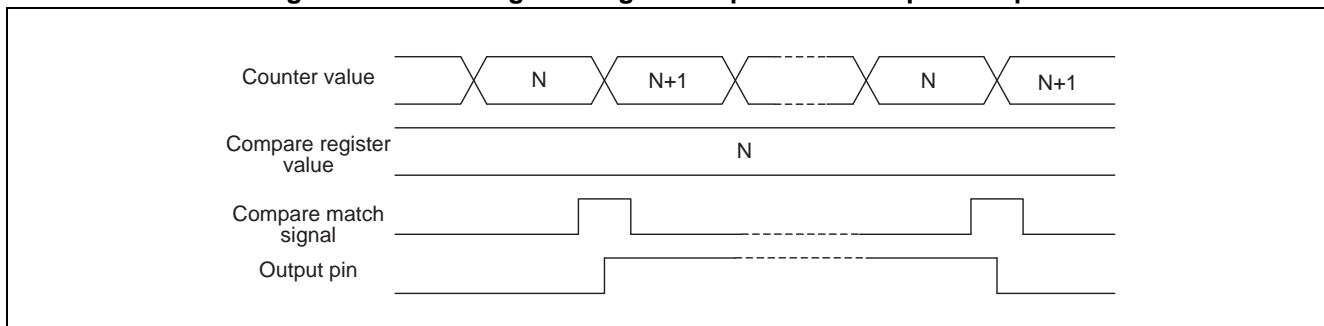 Counter value
N
N+1
N
N+1
Compare register
value
N
Compare match
signal
Output pin